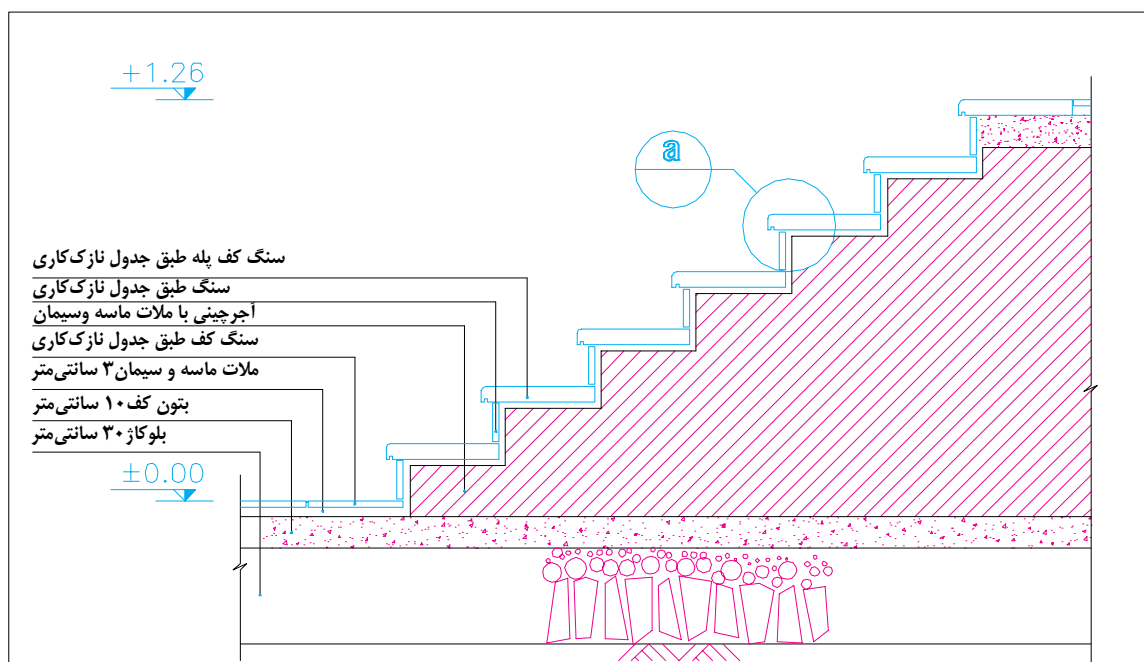 +1.26
a
سنگ کف پله طبق جدول نازک‌کاری
سنگ طبق جدول نازک‌کاری
آجرچینی با ملات ماسه وسیمان
سنگ کف طبق جدول نازک‌کاری
ملات ماسه و سیمان۳ سانتی‌متر
بتون کف۱۰ سانتی‌متر
بلوکاژ۳۰ سانتی‌متر
±0.00